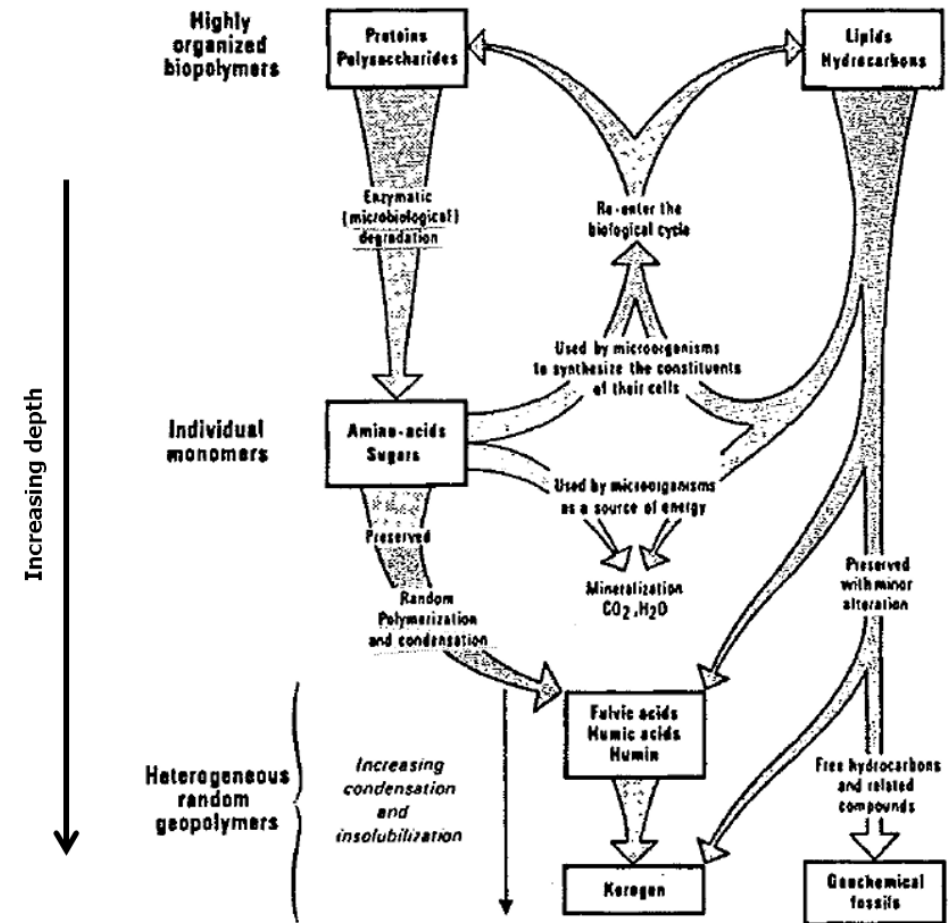 Highly
organized
biopolymers
Proteins
Polysaccharides
Lipids
Hydrocarbons
Enzymatic
(microbiological)
degradation
Re-enter the
biological cycle
Increasing depth
Used by microorganisms
to synthesize the constituents
of their cells
Individual
monomers
Amino-acids
Sugars
Used by microorganisms
as a source of energy
Preserved
Mineralization
CO2,H2O
Preserved
with minor
alteration
Random
Polymerization
and condensation
Fulvic acids
Humic acids
Humin
Heterogeneous
random
geopolymers
Increasing
condensation
and
insolubilization
Free hydrocarbons
and related
compounds
Kerogen
Geochemical
fossils